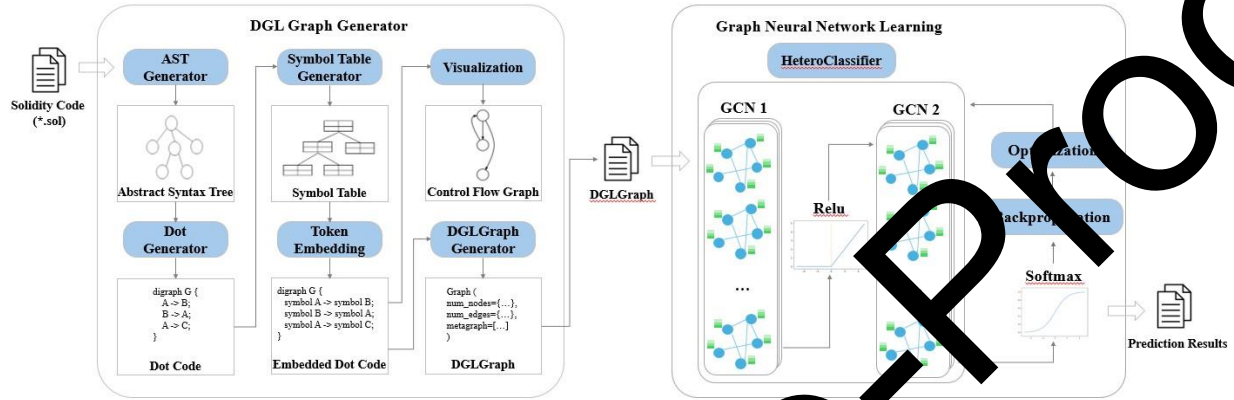 DGL Graph Generator
Solidity Code
(*.sol)
AST
Generator
Abstract Syntax Tree
Dot
Generator
digraph G {
A -> B;
B -> A;
A -> C;
}
Dot Code
Symbol Table
Generator
Symbol Table
Token
Embedding
digraph G {
symbol A -> symbol B;
symbol B -> symbol A;
symbol A -> symbol C;
}
Embedded Dot Code
Visualization
Control Flow Graph
DGLGraph
Generator
Graph (
num_nodes={…},
num_edges={…},
metagraph=[…]
)
DGLGraph
DGLGraph
Graph Neural Network Learning
HeteroClassifier
GCN 1
...
Relu
GCN 2
Softmax
Prediction Results